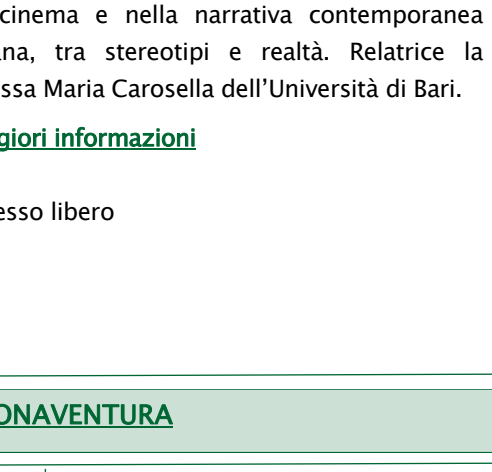 cinema e nella narrativa contemporanea
ana, tra stereotipi e realtà. Relatrice la
ssa Maria Carosella dell’Università di Bari.
giori informazioni
esso libero
ONAVENTURA